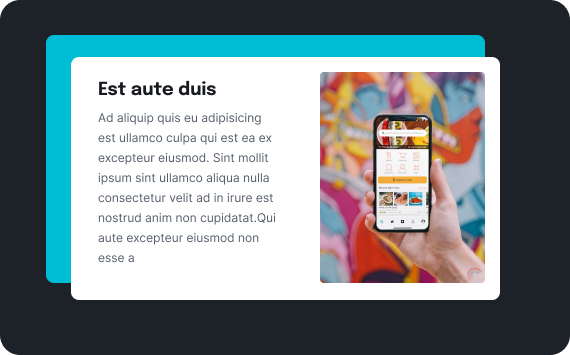 Est aute duis
Ad aliquip quis eu adipisicing
est ullamco culpa qui est ea ex
excepteur eiusmod. Sint mollit
ipsum sint ullamco aliqua nulla
consectetur velit ad in irure est
nostrud anim non cupidatat.Qui
aute excepteur eiusmod non
esse a